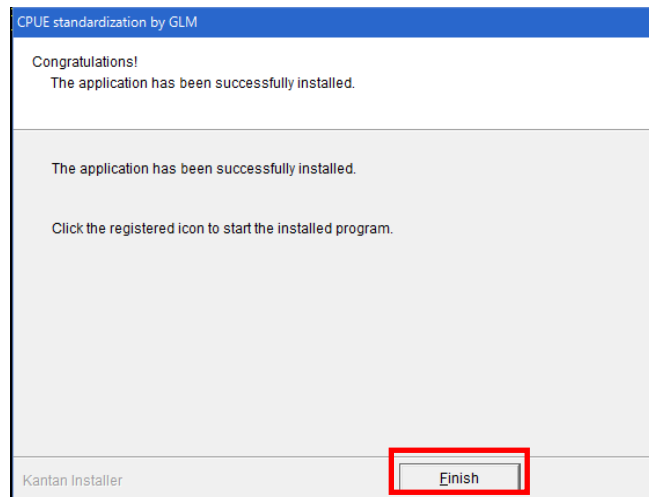 CPUE standardization by GLM
Congratulations!
The application has been successfully installed.
The application has been successfully installed.
Click the registered icon to start the installed program.
Kantan Installer
Finish